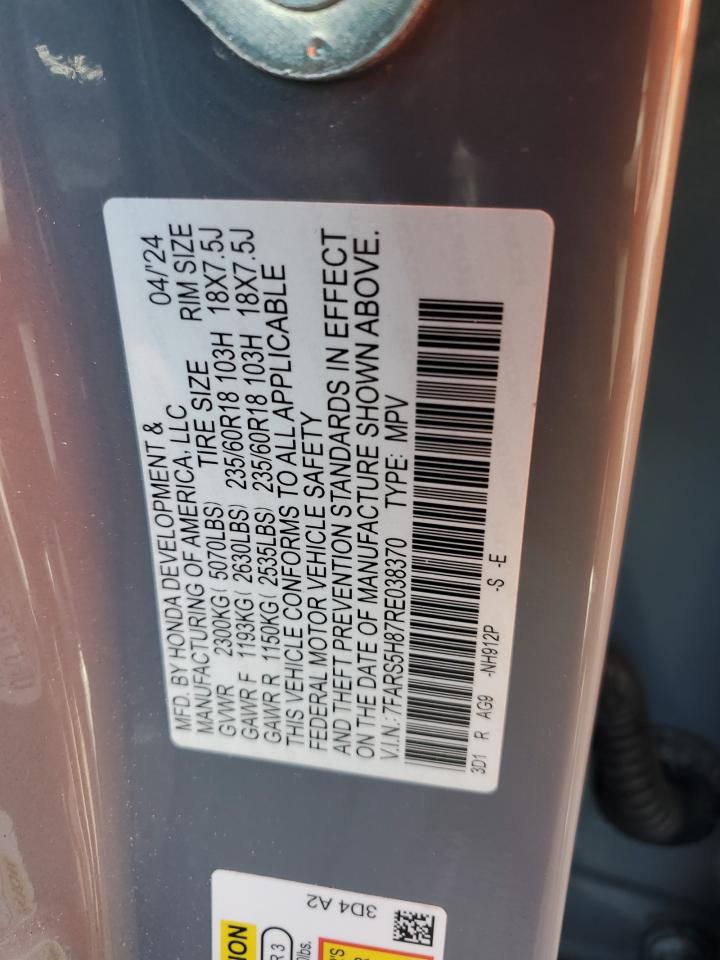 MFD. BY HONDA DEVELOPMENT & 04/'24
MANUFACTURING OF AMERICA, LLC
TIRE SIZE RIM SIZE
GVWR 2300KG( 5070LBS)
GAWR F 1193KG( 2630LBS) 235/60R18 103H 18X7.5J
GAWR R 1150KG( 2535LBS) 235/60R18 103H 18X7.5J
THIS VEHICLE CONFORMS TO ALL APPLICABLE
FEDERAL MOTOR VEHICLE SAFETY
AND THEFT PREVENTION STANDARDS IN EFFECT
ON THE DATE OF MANUFACTURE SHOWN ABOVE.
V.I.N.: 7FARS5H87RE038370 TYPE: MPV
3D1 R AG9 -NH912P -S -E
3D4 A2